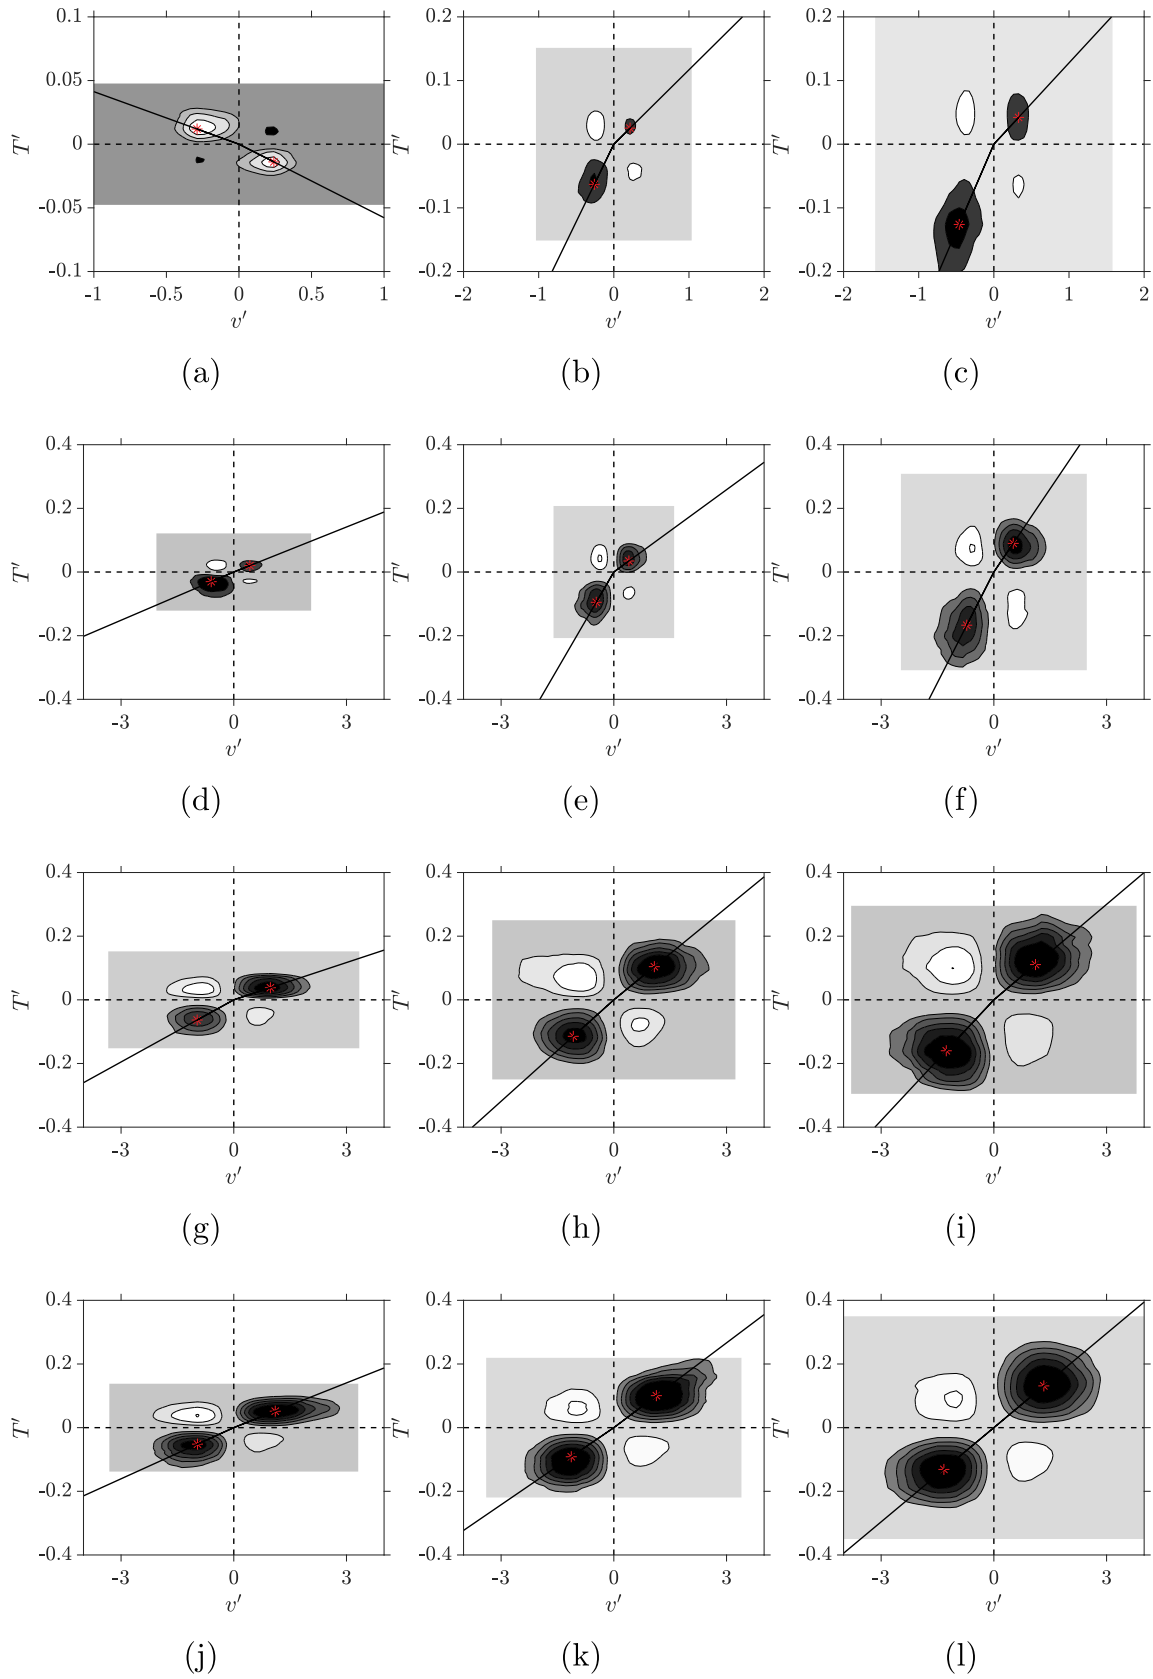 0.1 0.2 0.2
0.05 0.1 0.1
T′ 0 T′ 0 T′ 0
-0.05 -0.1 -0.1
-0.1 -0.2 -0.2
-1 -0.5 0 0.5 1 -2 -1 0 1 2 -2 -1 0 1 2
v′ v′ v′
(a) (b) (c)
0.4 0.4 0.4
0.2 0.2 0.2
T′ 0 T′ 0 T′ 0
-0.2 -0.2 -0.2
-0.4 -0.4 -0.4
-3 0 3 -3 0 3 -3 0 3
v′ v′ v′
(d) (e) (f)
0.4 0.4 0.4
0.2 0.2 0.2
T′ 0 T′ 0 T′ 0
-0.2 -0.2 -0.2
-0.4 -0.4 -0.4
-3 0 3 -3 0 3 -3 0 3
v′ v′ v′
(g) (h) (i)
0.4 0.4 0.4
0.2 0.2 0.2
T′ 0 T′ 0 T′ 0
-0.2 -0.2 -0.2
-0.4 -0.4 -0.4
-3 0 3 -3 0 3 -3 0 3
v′ v′ v′
(j) (k) (l)